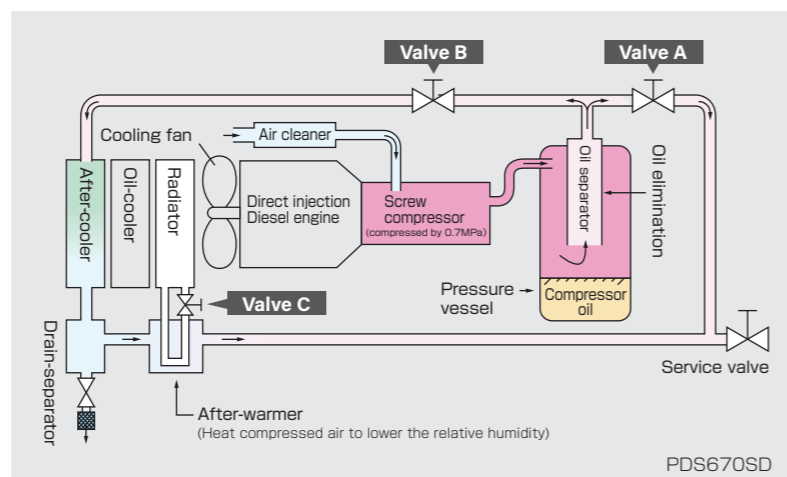 Valve B
Valve A
Cooling fan
Air cleaner
After-cooler
Oil-cooler
Radiator
Direct injection
Diesel engine
Screw
compressor
(compressed by 0.7MPa)
Oil separator
Oil elimination
Valve C
Pressure
vessel
Compressor
oil
Drain-separator
Service valve
After-warmer
(Heat compressed air to lower the relative humidity)
PDS670SD